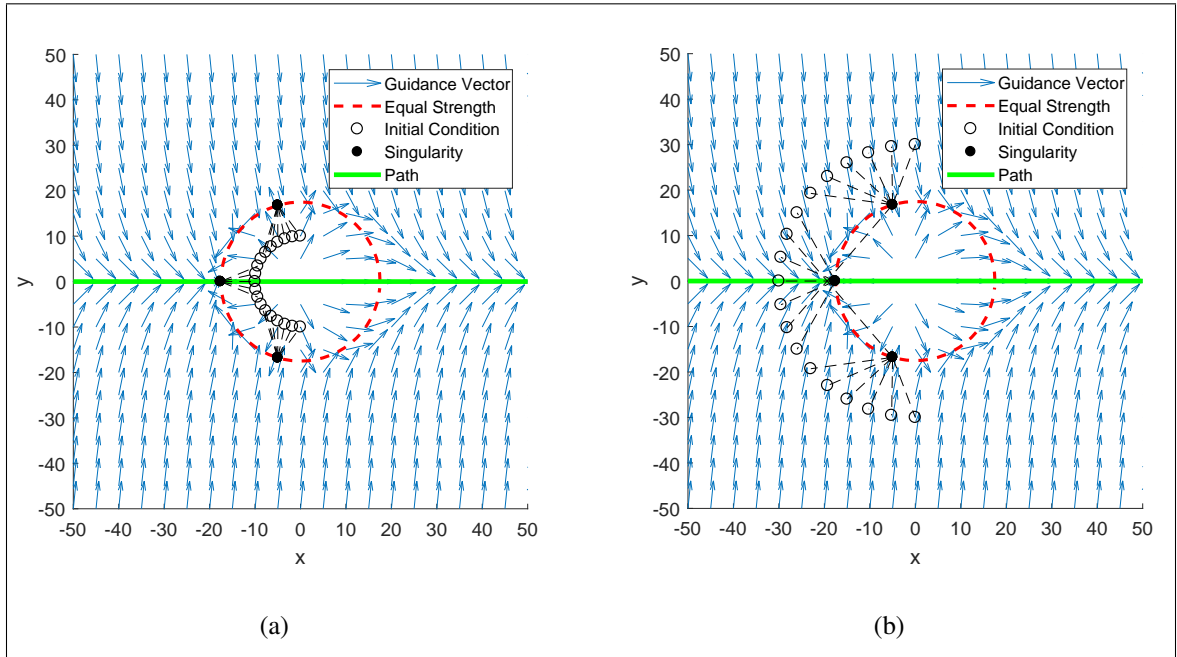 50
40
30
20
10
0
-10
-20
-30
-40
-50
y
-50 -40 -30 -20 -10 0 10 20 30 40 50
x
Guidance Vector
Equal Strength
Initial Condition
Singularity
Path
(a)
50
40
30
20
10
0
-10
-20
-30
-40
-50
y
-50 -40 -30 -20 -10 0 10 20 30 40 50
x
Guidance Vector
Equal Strength
Initial Condition
Singularity
Path
(b)